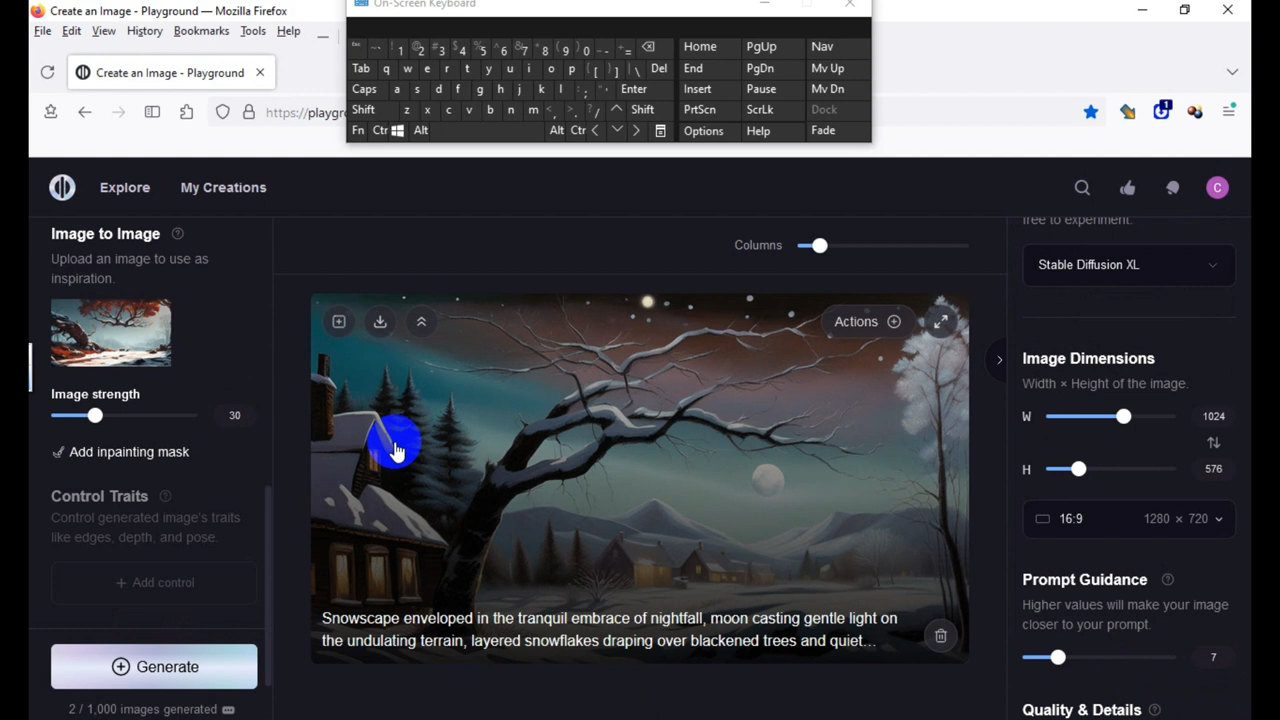 Create an Image - Playground — Mozilla Firefox
On-Screen Keyboard
File Edit View History Bookmarks Tools Help
Create an Image - Playground
https://playgr
Home PgUp Nav
Tab q w e r t y u i o p [ ] \ Del End PgDn Mv Up
Caps a s d f g h j k l ; ' Enter Insert Pause Mv Dn
Shift z x c v b n m , . / Shift PrtScn ScrLk Dock
Fn Ctr Alt Alt Ctr Options Help Fade
Explore My Creations
C
Image to Image
Upload an image to use as
inspiration.
Image strength
30
Add inpainting mask
Control Traits
Control generated image's traits
like edges, depth, and pose.
+ Add control
Generate
2 / 1,000 images generated
Columns
Actions
Snowscape enveloped in the tranquil embrace of nightfall, moon casting gentle light on
the undulating terrain, layered snowflakes draping over blackened trees and quiet...
free to experiment.
Stable Diffusion XL
Image Dimensions
Width × Height of the image.
W 1024
H 576
16:9 1280 × 720
Prompt Guidance
Higher values will make your image
closer to your prompt.
7
Quality & Details